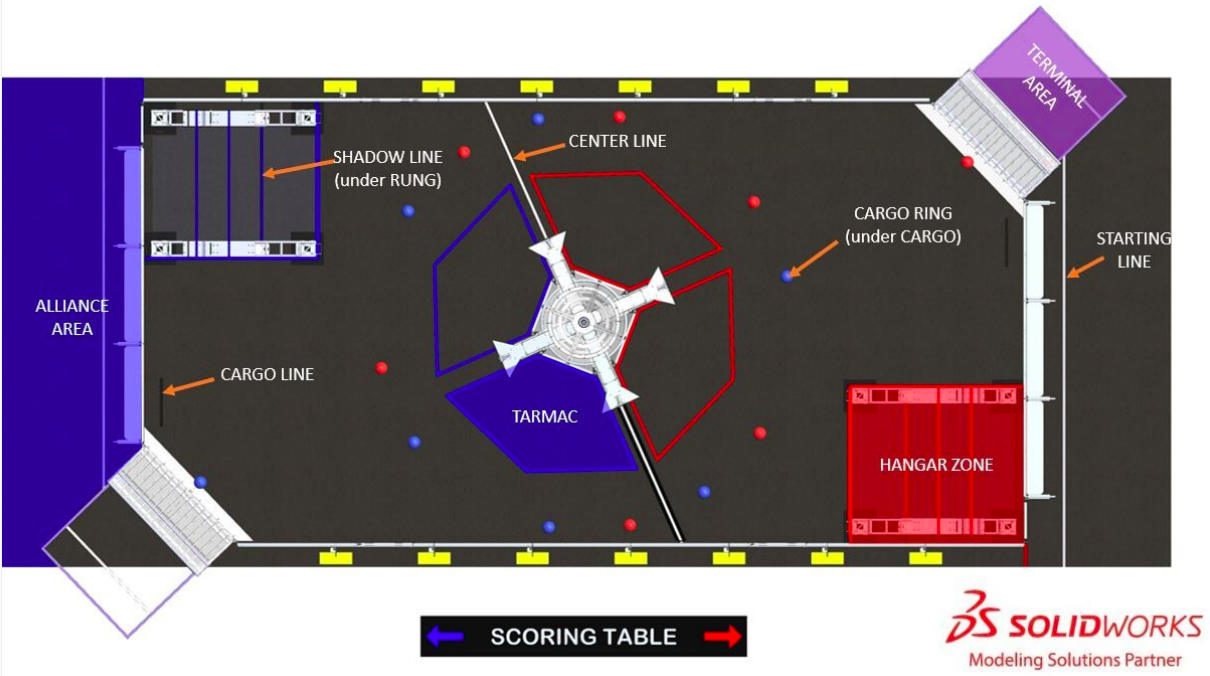 TERMINAL
AREA
CENTER LINE
SHADOW LINE
(under RUNG)
CARGO RING
(under CARGO)
STARTING
LINE
ALLIANCE
AREA
CARGO LINE
TARMAC
HANGAR ZONE
SCORING TABLE
3S SOLIDWORKS
Modeling Solutions Partner